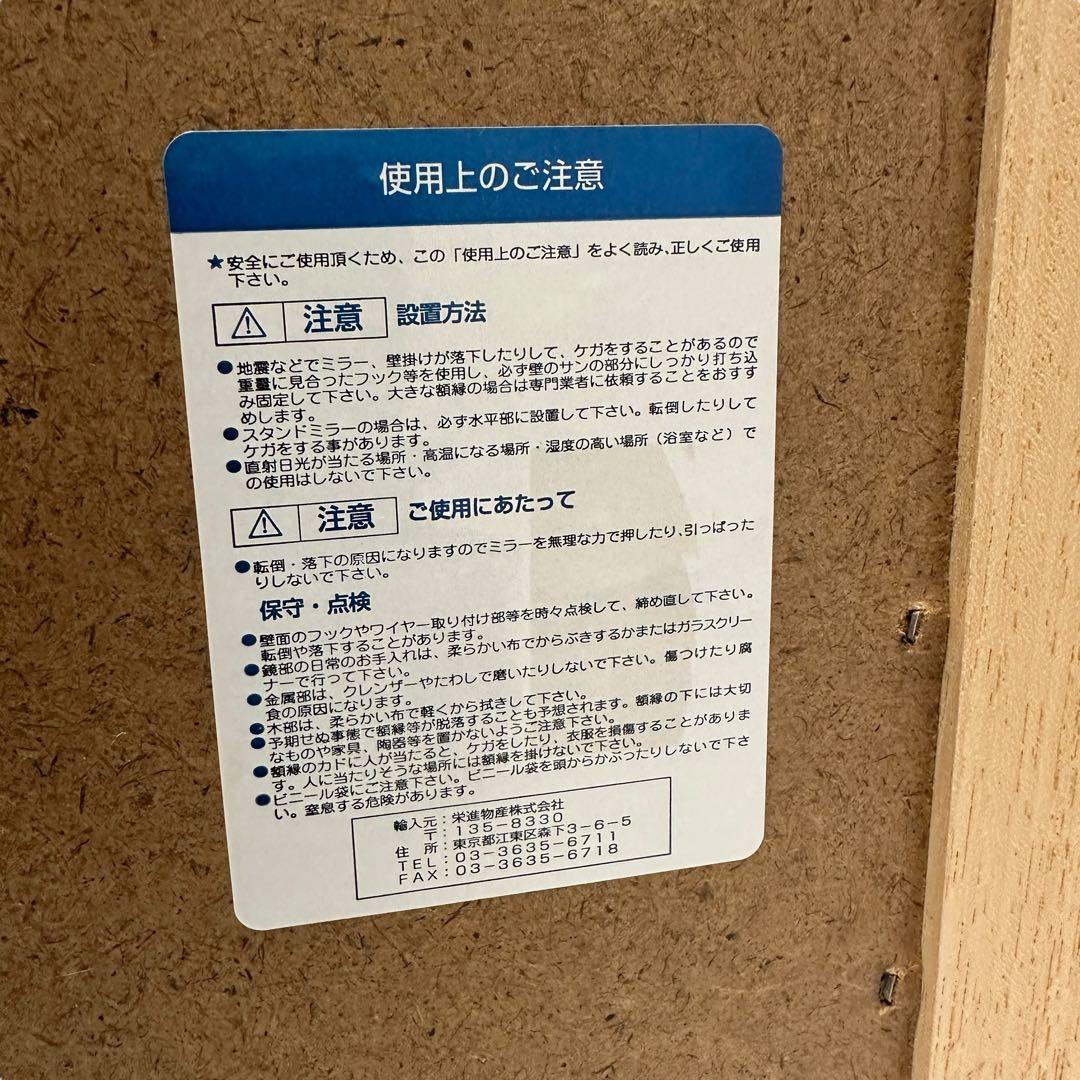 使用上のご注意
★安全にご使用頂くため、この「使用上のご注意」をよく読み、正しくご使用
下さい。
注意 設置方法
●地震などでミラー、壁掛けが落下したりして、ケガをすることがあるので
重量に見合ったフック等を使用し、必ず壁のサンの部分にしっかり打ち込
み固定して下さい。大きな額縁の場合は専門業者に依頼することをおすす
めします。
●スタンドミラーの場合は、必ず水平部に設置して下さい。転倒したりして
ケガをする事があります。
●直射日光が当たる場所・高温になる場所・湿度の高い場所（浴室など）で
の使用はしないで下さい。
注意 ご使用にあたって
●転倒・落下の原因になりますのでミラーを無理な力で押したり、引っぱった
りしないで下さい。
保守・点検
●壁面のフックやワイヤー取り付け部等を時々点検して、締め直して下さい。
転倒や落下することがあります。
●鏡部の日常のお手入れは、柔らかい布でからぶきするかまたはガラスクリー
ナーで行って下さい。
●金属部は、クレンザーやたわしで磨いたりしないで下さい。傷つけたり腐
食の原因になります。
●木部は、柔らかい布で軽くから拭きして下さい。
●予期せぬ事態で額縁等が脱落することも予想されます。額縁の下には大切
なものや家具、陶器等を置かないようご注意下さい。
●額縁のカドに人が当たると、ケガをしたり、衣服を損傷することがありま
す。人に当たりそうな場所には額縁を掛けないで下さい。
●ビニール袋にご注意下さい。ビニール袋を頭からかぶったりしないで下さ
い。窒息する危険があります。
輸入元：栄進物産株式会社
〒：135-8330
住所：東京都江東区森下3-6-5
TEL：03-3635-6711
FAX：03-3635-6718